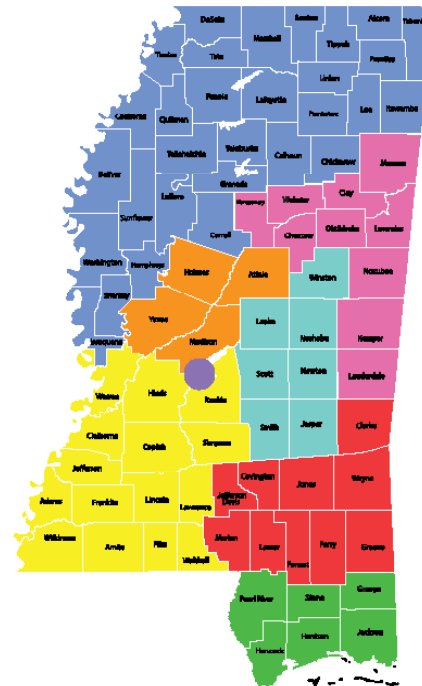 DeSoto
Benton
Alcorn
Marshall
Tippah
Prentiss
Tunica
Tate
Union
Panola
Lafayette
Lee
Itawamba
Coahoma
Quitman
Pontotoc
Tallahatchie
Yalobusha
Calhoun
Chickasaw
Monroe
Bolivar
Grenada
Leflore
Webster
Clay
Sunflower
Montgomery
Oktibbeha
Lowndes
Carroll
Choctaw
Washington
Humphreys
Holmes
Attala
Winston
Noxubee
Sharkey
Yazoo
Leake
Neshoba
Kemper
Issaquena
Madison
Scott
Newton
Lauderdale
Warren
Hinds
Rankin
Smith
Jasper
Clarke
Claiborne
Copiah
Simpson
Jefferson
Covington
Jones
Wayne
Adams
Franklin
Lincoln
Lawrence
Jefferson
Davis
Wilkinson
Amite
Pike
Walthall
Marion
Lamar
Forrest
Perry
Greene
Pearl River
Stone
George
Hancock
Harrison
Jackson